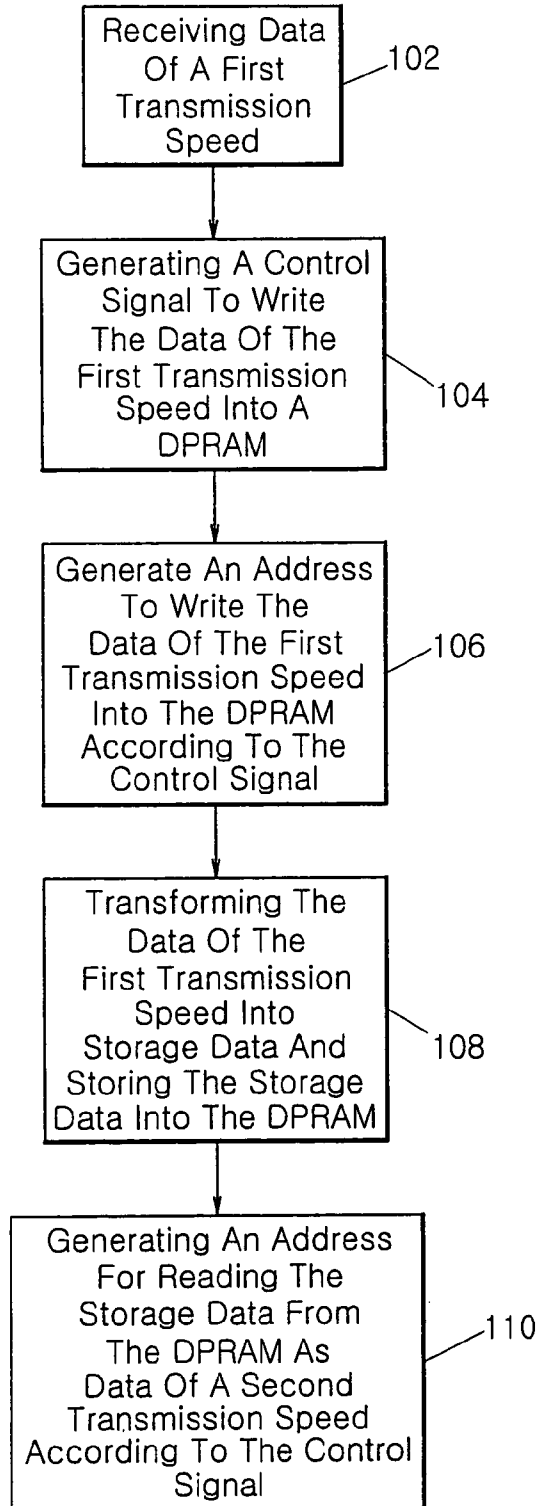 Receiving Data
Of A First
Transmission
Speed
102
Generating A Control
Signal To Write
The Data Of The
First Transmission
Speed Into A
DPRAM
104
Generate An Address
To Write The
Data Of The First
Transmission Speed
Into The DPRAM
According To The
Control Signal
106
Transforming The
Data Of The
First Transmission
Speed Into
Storage Data And
Storing The Storage
Data Into The DPRAM
108
Generating An Address
For Reading The
Storage Data From
The DPRAM As
Data Of A Second
Transmission Speed
According To The Control
Signal
110